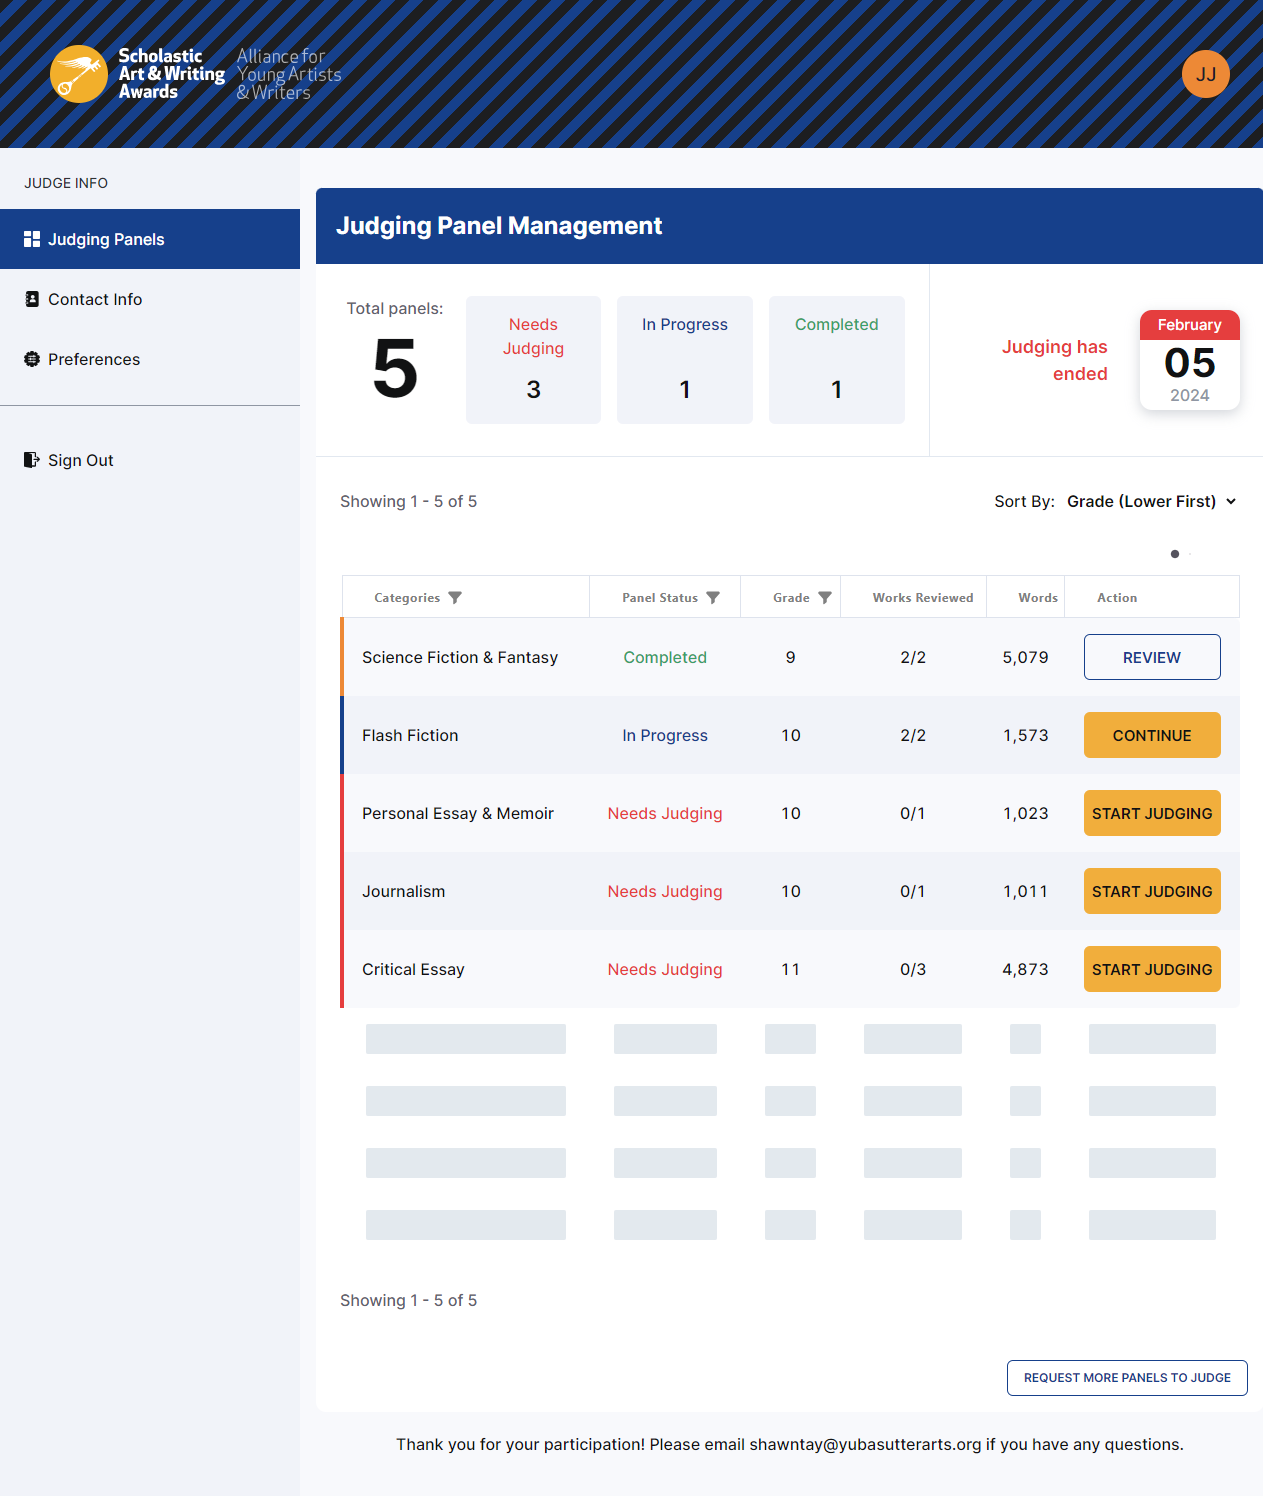 Scholastic
Art & Writing
Awards
Alliance for
Young Artists
& Writers
JJ
JUDGE INFO
Judging Panels
Contact Info
Preferences
Sign Out
Judging Panel Management
Total panels:
5
Needs
Judging
3
In Progress
1
Completed
1
Judging has
ended
February
05
2024
Showing 1 - 5 of 5
Sort By: Grade (Lower First)
Categories Panel Status Grade Works Reviewed Words Action
Science Fiction & Fantasy Completed 9 2/2 5,079 REVIEW
Flash Fiction In Progress 10 2/2 1,573 CONTINUE
Personal Essay & Memoir Needs Judging 10 0/1 1,023 START JUDGING
Journalism Needs Judging 10 0/1 1,011 START JUDGING
Critical Essay Needs Judging 11 0/3 4,873 START JUDGING
Showing 1 - 5 of 5
REQUEST MORE PANELS TO JUDGE
Thank you for your participation! Please email shawntay@yubasutterarts.org if you have any questions.